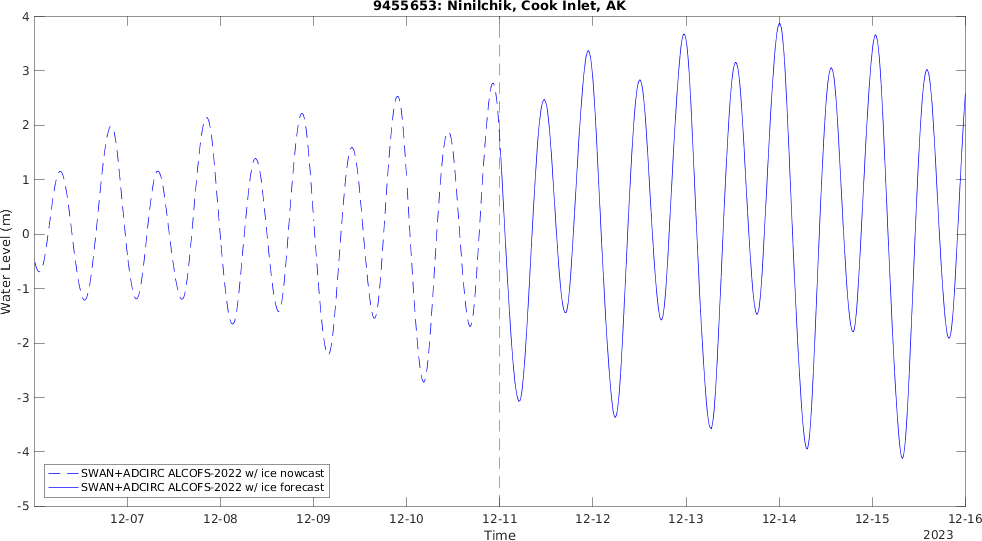 9455653: Ninilchik, Cook Inlet, AK
4
3
2
1
0
-1
-2
-3
-4
-5
Water Level (m)
SWAN+ADCIRC ALCOFS-2022 w/ ice nowcast
SWAN+ADCIRC ALCOFS-2022 w/ ice forecast
12-07 12-08 12-09 12-10 12-11 12-12 12-13 12-14 12-15 12-16
Time
2023